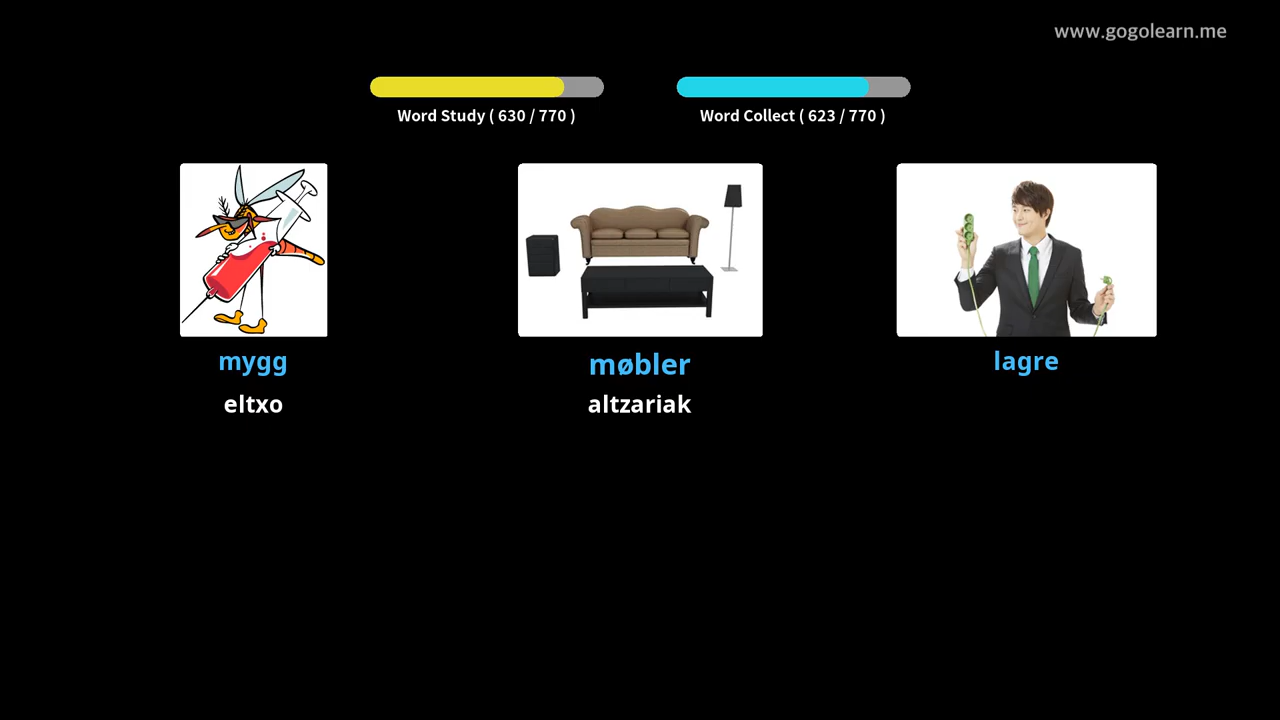 www.gogolearn.me
Word Study ( 630 / 770 )
Word Collect ( 623 / 770 )
mygg
møbler
lagre
eltxo
altzariak